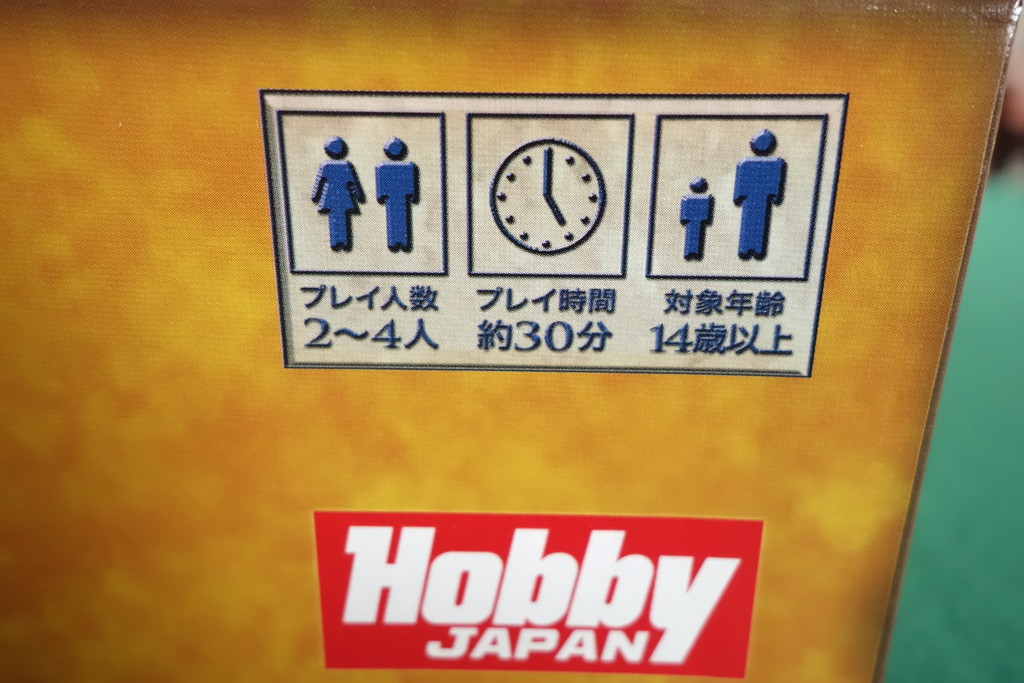 プレイ人数
2〜4人
プレイ時間
約30分
対象年齢
14歳以上
Hobby
JAPAN